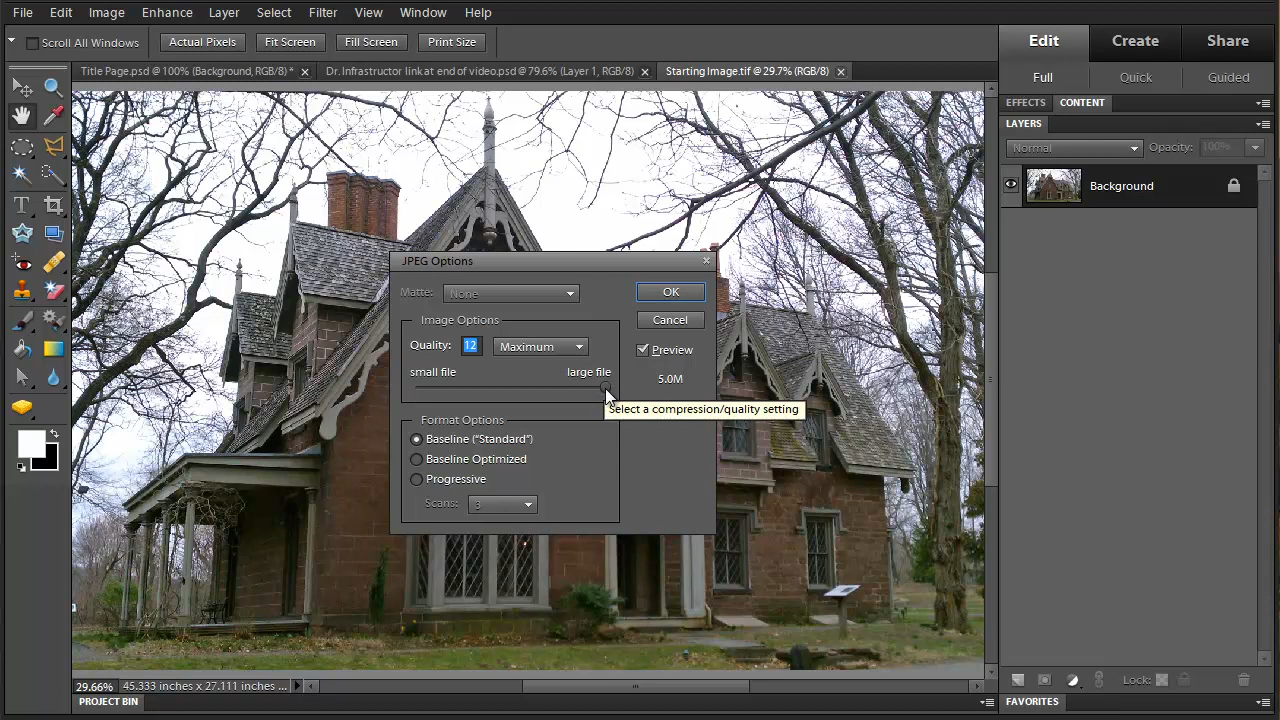 File Edit Image Enhance Layer Select Filter View Window Help
Scroll All Windows Actual Pixels Fit Screen Fill Screen Print Size
Edit Create Share
Title Page.psd @ 100% (Background, RGB/8) * Dr. Infrastructor link at end of video.psd @ 79.6% (Layer 1, RGB/8) Starting Image.tif @ 29.7% (RGB/8)
Full Quick Guided
EFFECTS CONTENT
LAYERS
Normal Opacity: 100%
Background
JPEG Options
Matte: None OK
Image Options Cancel
Quality: 12 Maximum Preview
small file large file 5.0M
Select a compression/quality setting
Format Options
Baseline ("Standard")
Baseline Optimized
Progressive
Scans: 3
29.66% 45.333 inches x 27.111 inches ... Lock:
PROJECT BIN FAVORITES